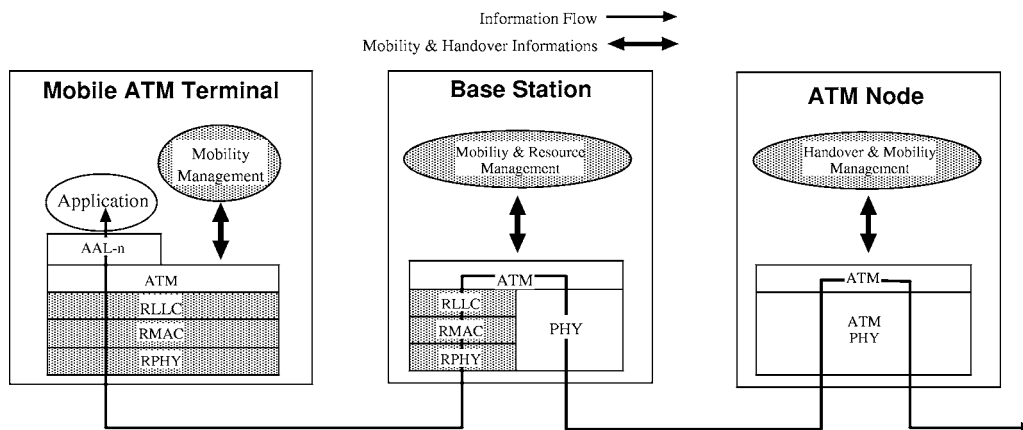 Information Flow
Mobility & Handover Informations
Mobile ATM Terminal
Mobility
Management
Application
AAL-n
ATM
RLLC
RMAC
RPHY
Base Station
Mobility & Resource
Management
ATM
RLLC
RMAC
RPHY
PHY
ATM Node
Handover & Mobility
Management
ATM
ATM
PHY